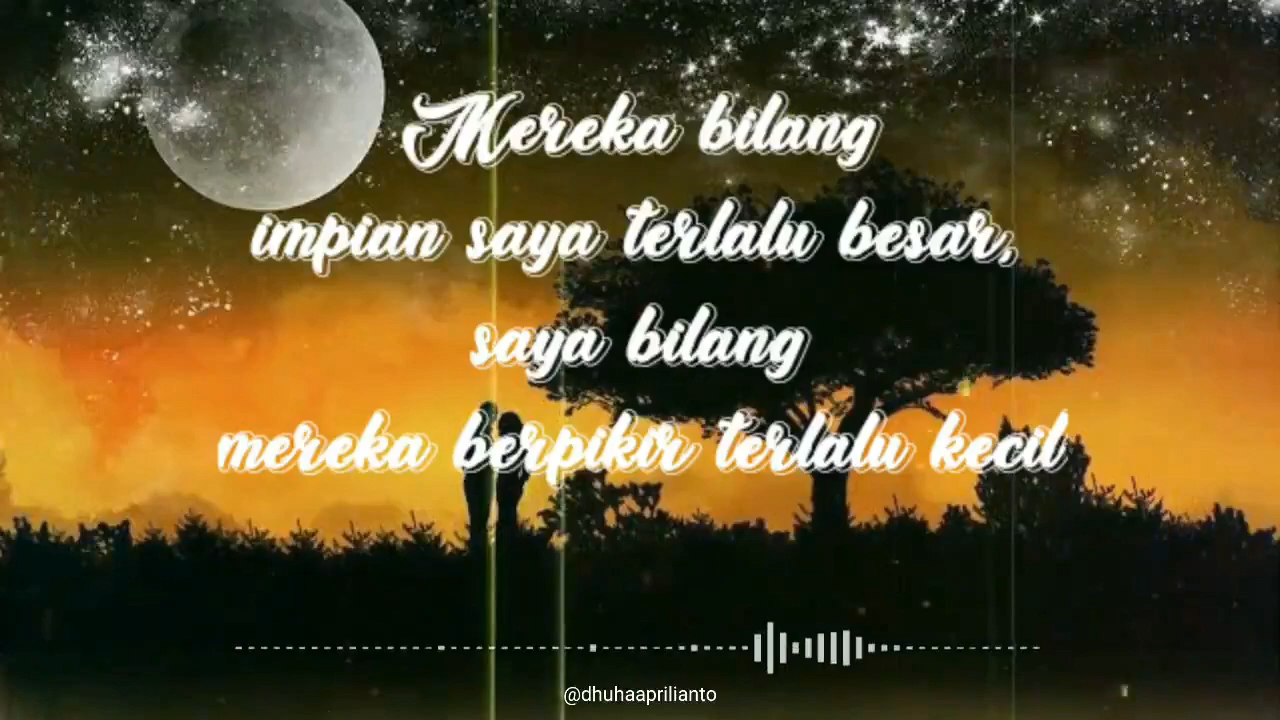 Mereka bilang
impian saya terlalu besar,
saya bilang
mereka berpikir terlalu kecil
@dhuhaaprilianto